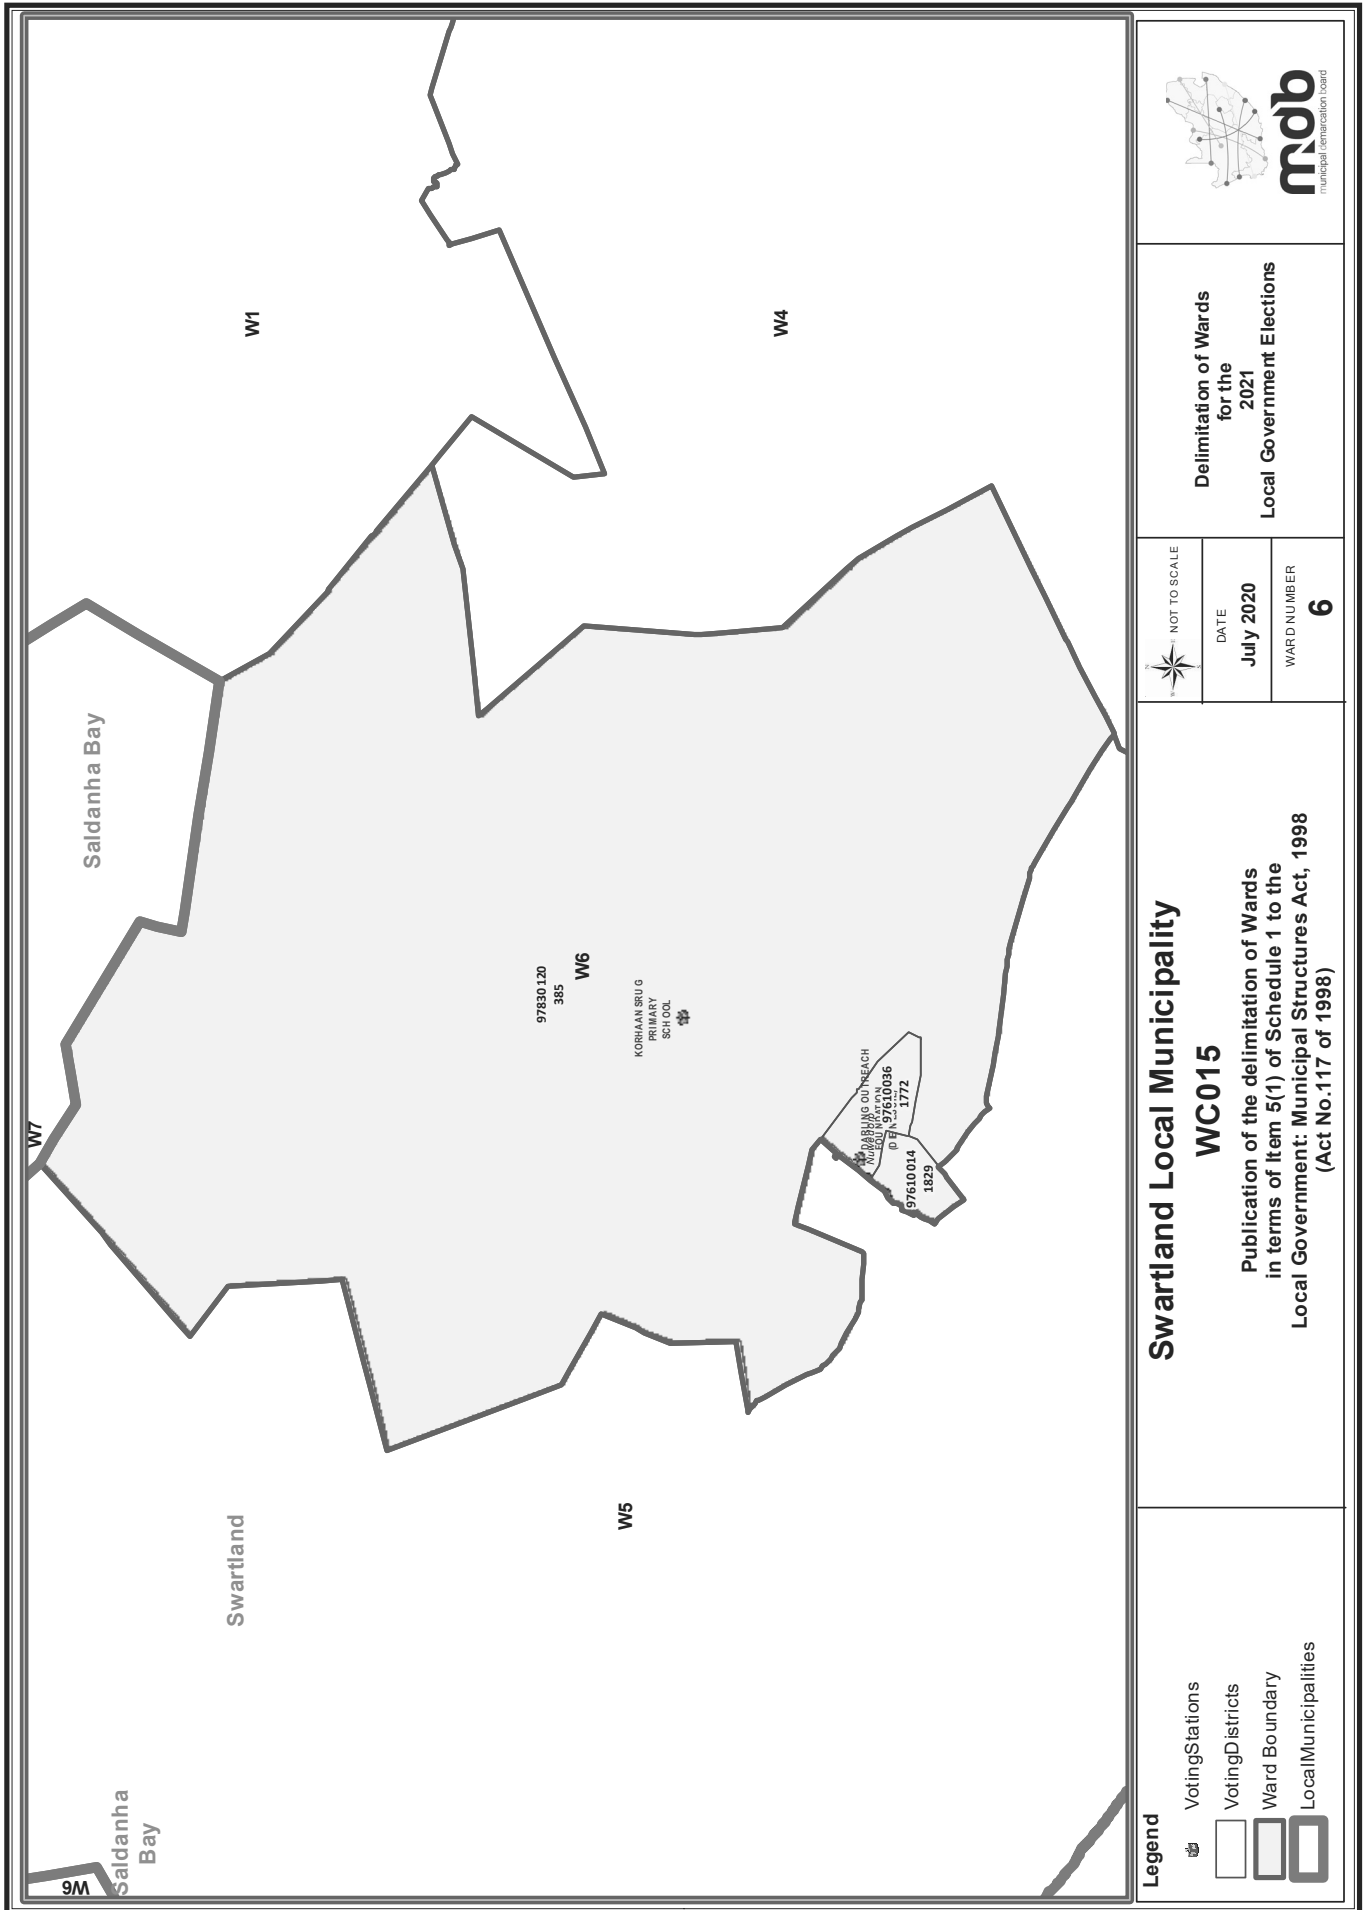 W6
Saldanha
Bay
Swartland
W5
W7
Saldanha Bay
W1
W4
97830120
385
W6
KORHAANSRUG
PRIMARY
SCHOOL
DARLING OUTREACH
97610036
1772
97610014
1829
Legend
VotingStations
VotingDistricts
Ward Boundary
LocalMunicipalities
Swartland Local Municipality
WC015
Publication of the delimitation of Wards
in terms of Item 5(1) of Schedule 1 to the
Local Government: Municipal Structures Act, 1998
(Act No.117 of 1998)
N
E
S
W
NOT TO SCALE
DATE
July 2020
WARD NUMBER
6
Delimitation of Wards
for the
2021
Local Government Elections
mdb
municipal demarcation board